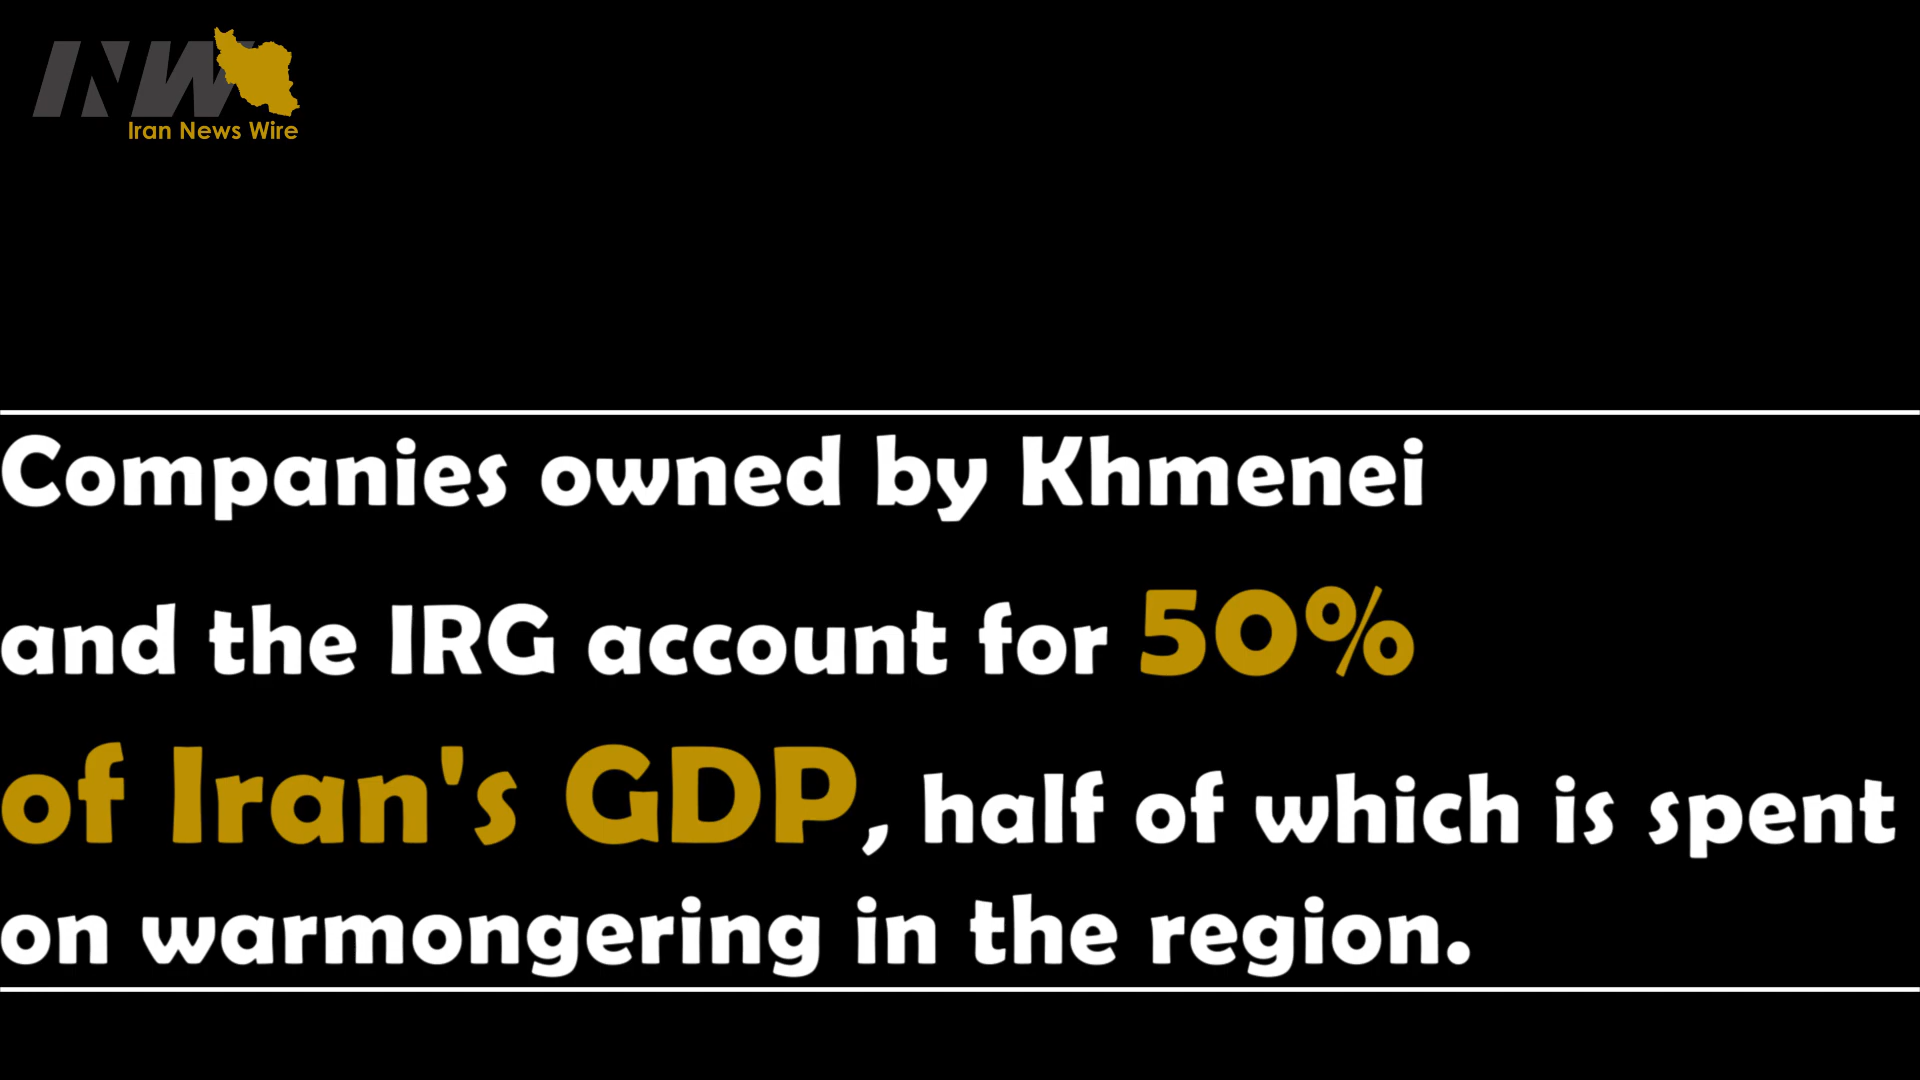 NW
Iran News Wire
Companies owned by Khmenei
and the IRG account for 50%
of Iran's GDP, half of which is spent
on warmongering in the region.